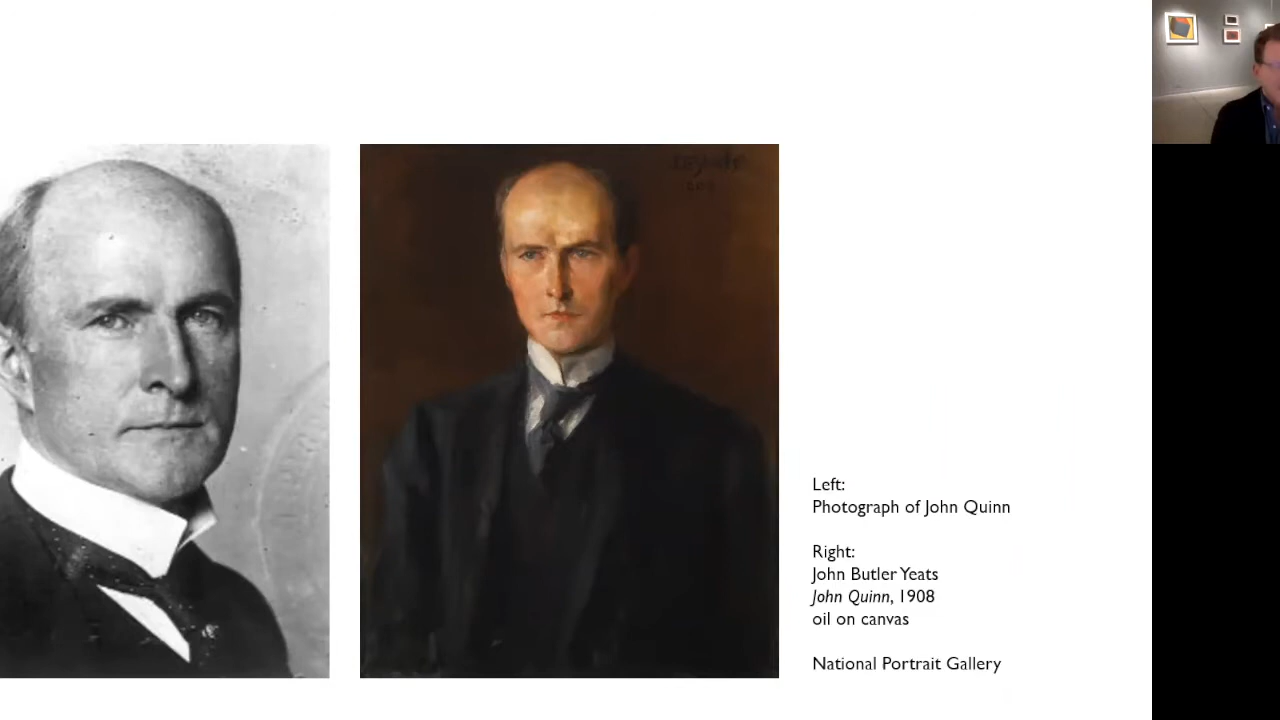 Left:
Photograph of John Quinn
Right:
John Butler Yeats
John Quinn, 1908
oil on canvas
National Portrait Gallery